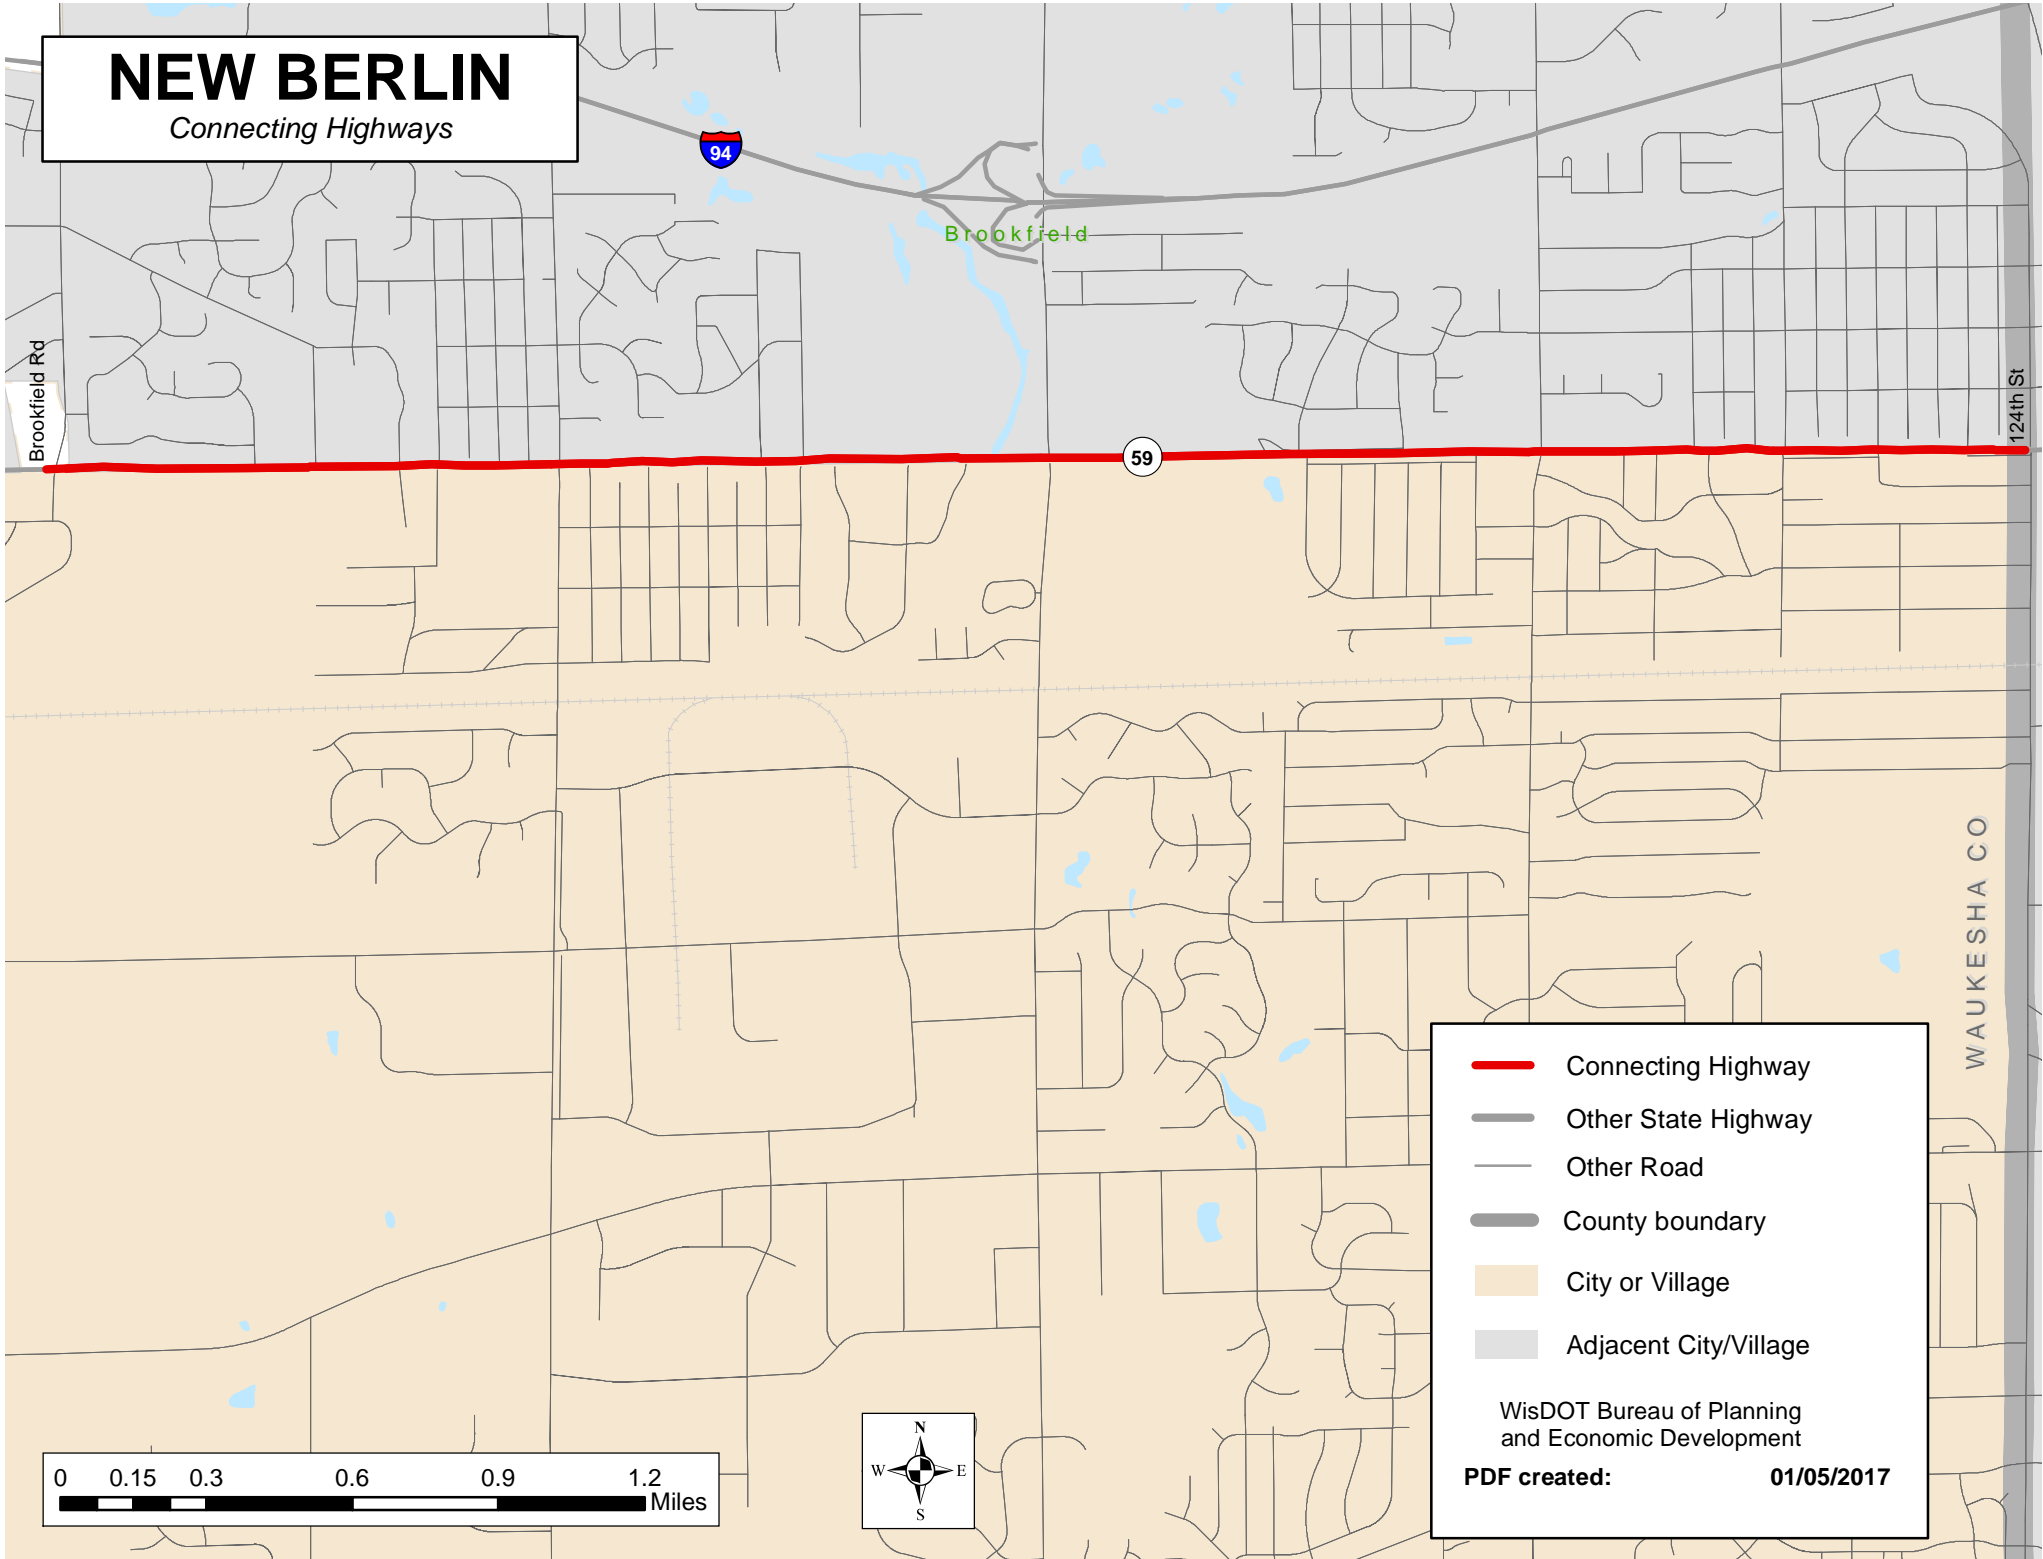 NEW BERLIN
Connecting Highways
94
Brookfield
Brookfield Rd
124th St
59
WAUKESHA CO
Connecting Highway
Other State Highway
Other Road
County boundary
City or Village
Adjacent City/Village
WisDOT Bureau of Planning
and Economic Development
PDF created: 01/05/2017
N
W E
S
0 0.15 0.3 0.6 0.9 1.2
Miles